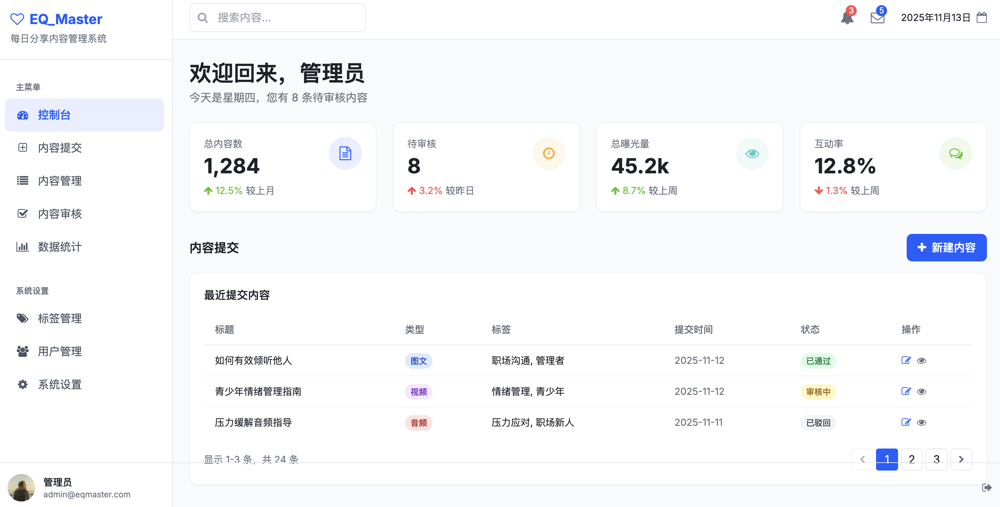 EQ_Master
每日分享内容管理系统
主菜单
控制台
内容提交
内容管理
内容审核
数据统计
系统设置
标签管理
用户管理
系统设置
管理员
admin@eqmaster.com
搜索内容...
3
5
2025年11月13日
欢迎回来，管理员
今天是星期四，您有 8 条待审核内容
总内容数
1,284
12.5% 较上月
待审核
8
3.2% 较昨日
总曝光量
45.2k
8.7% 较上周
互动率
12.8%
1.3% 较上周
内容提交
新建内容
最近提交内容
标题 类型 标签 提交时间 状态 操作
如何有效倾听他人 图文 职场沟通, 管理者 2025-11-12 已通过
青少年情绪管理指南 视频 情绪管理, 青少年 2025-11-12 审核中
压力缓解音频指导 音频 压力应对, 职场新人 2025-11-11 已驳回
显示 1-3 条，共 24 条 1 2 3